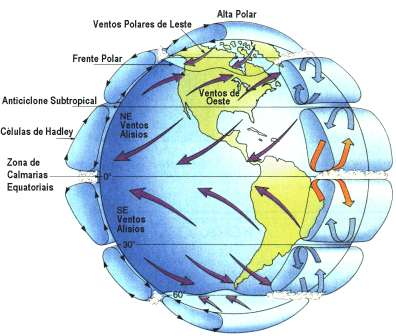 Alta Polar
Ventos Polares de Leste
Frente Polar
Ventos de
Oeste
Anticiclone Subtropical
NE
Ventos
Alísios
Células de Hadley
Zona de
Calmarias
Equatoriais
0°
SE
Ventos
Alísios
30°
60°